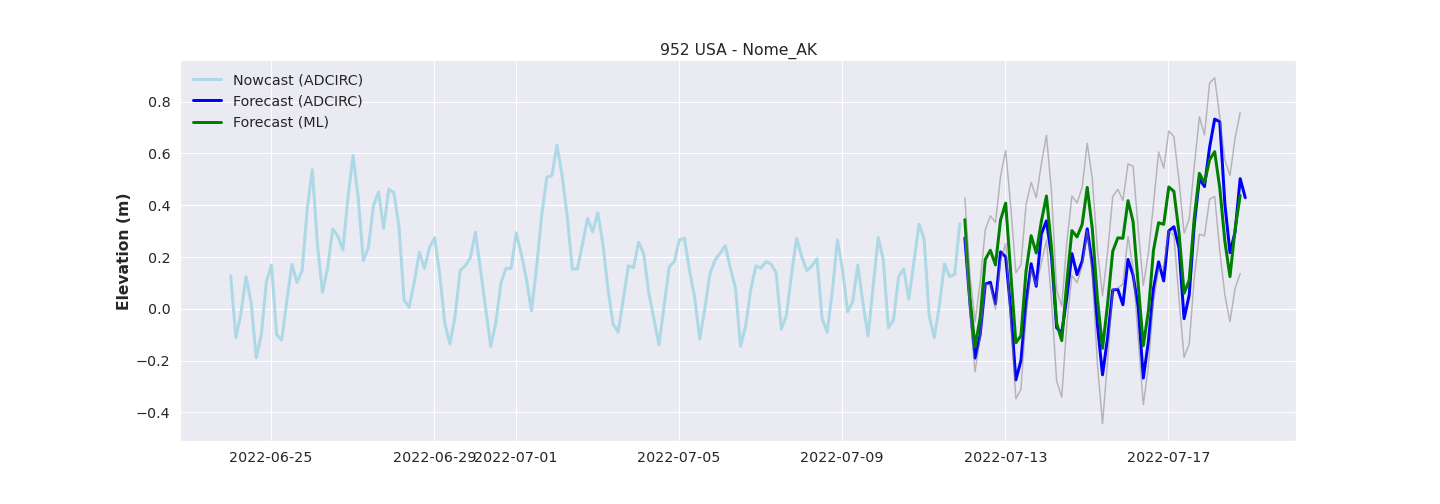 952 USA - Nome_AK
Nowcast (ADCIRC)
Forecast (ADCIRC)
Forecast (ML)
Elevation (m)
0.8
0.6
0.4
0.2
0.0
−0.2
−0.4
2022-06-25 2022-06-29 2022-07-01 2022-07-05 2022-07-09 2022-07-13 2022-07-17